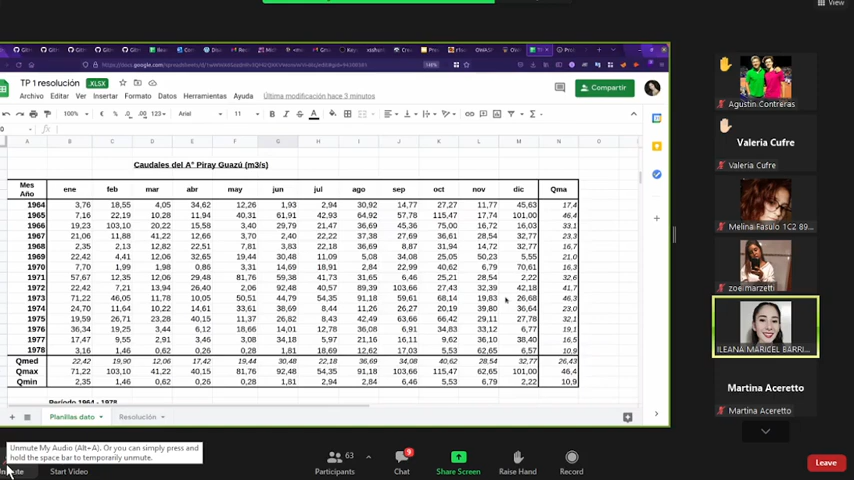 View
TP 1 resolución XLSX
Archivo Editar Ver Insertar Formato Datos Herramientas Ayuda Última modificación hace 3 minutos
Compartir
100% Arial 11
A B C D E F G H I J K L M N O
Caudales del A° Piray Guazú (m3/s)
Mes Año ene feb mar abr may jun jul ago sep oct nov dic Qma
1964 3,76 18,55 4,05 34,62 12,26 1,93 2,94 30,92 14,77 27,27 11,77 45,63 17,4
1965 7,16 22,19 10,28 11,94 40,31 61,91 42,93 64,92 57,78 115,47 17,74 101,00 46,4
1966 19,23 103,10 20,22 15,58 3,40 29,79 21,47 36,69 45,36 75,00 16,72 16,03 33,1
1967 21,06 11,88 41,22 12,66 3,70 2,40 22,22 37,38 27,69 36,61 28,54 32,77 23,3
1968 2,35 2,13 12,82 22,51 7,81 3,83 22,18 36,69 8,87 31,94 14,72 32,77 16,7
1969 22,42 4,41 12,06 32,65 19,44 30,48 11,09 5,08 34,04 25,05 50,23 5,55 21,0
1970 7,70 1,99 1,98 0,86 3,31 14,69 18,91 2,84 22,99 40,62 6,79 70,61 16,3
1971 57,67 12,35 12,06 29,48 81,76 59,38 41,73 31,65 6,46 25,21 28,54 2,22 32,6
1972 22,42 7,21 13,94 26,40 2,06 92,48 40,57 89,39 103,66 27,43 32,39 42,18 41,7
1973 71,22 46,05 11,78 10,05 50,51 44,79 54,35 91,18 59,61 68,14 19,83 26,68 46,3
1974 24,70 11,64 10,22 14,61 33,14 38,69 8,44 11,26 26,27 20,19 39,80 36,64 23,0
1975 19,59 26,71 23,28 40,15 11,37 26,82 8,43 12,89 103,66 66,42 29,11 27,78 32,1
1976 36,34 19,25 3,44 6,12 18,66 14,01 12,78 36,08 6,91 34,83 33,12 6,77 19,1
1977 17,47 9,55 2,91 3,46 3,08 34,18 5,97 21,16 16,11 9,62 36,10 38,40 16,5
1978 3,16 1,46 0,62 0,26 0,28 1,81 18,69 12,62 17,03 5,53 62,65 6,57 10,9
Qmed 22,42 19,90 12,06 17,42 19,44 30,48 22,18 34,08 40,62 28,54 32,77 26,43
Qmax 71,22 103,10 41,22 40,15 81,76 92,48 54,35 91,18 103,66 115,47 62,65 101,00 46,4
Qmin 2,35 1,46 0,62 0,26 0,28 1,81 2,94 2,84 6,46 5,53 6,79 2,22 10,9
Período 1964 - 1978
Planillas dato Resolución
Agustin Contreras
Valeria Cufre
Valeria Cufre
Melina Fasulo 1C2 89...
zoe marzetti
ILEANA MARICEL BARRI...
Martina Aceretto
Martina Aceretto
Unmute My Audio (Alt+A), Or you can simply press and
hold the space bar to temporarily unmute.
Start Video
63
Participants
9
Chat
Share Screen
Raise Hand
Record
Leave